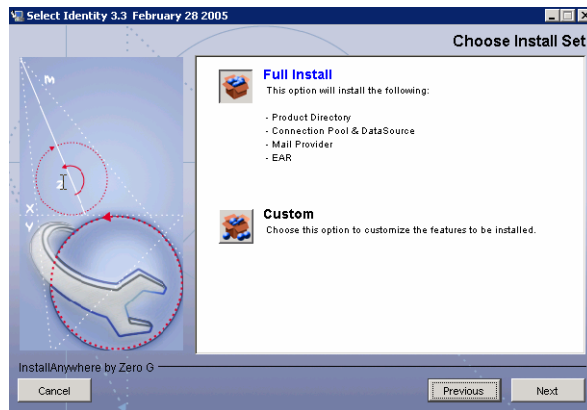 Select Identity 3.3 February 28 2005
Choose Install Set
M
2
X
Y
Full Install
This option will install the following:
- Product Directory
- Connection Pool & DataSource
- Mail Provider
- EAR
Custom
Choose this option to customize the features to be installed.
InstallAnywhere by Zero G
Cancel
Previous
Next